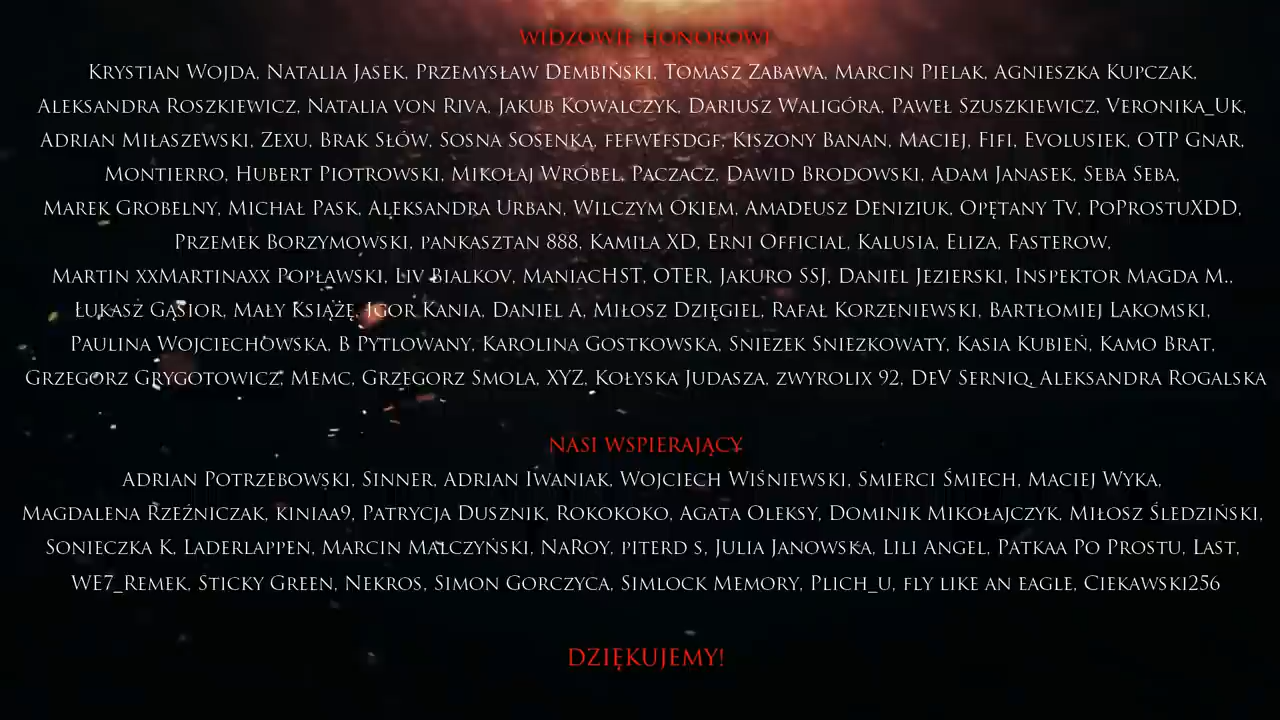 WIDZOWIE HONOROWI
Krystian Wojda, Natalia Jasek, Przemysław Dembiński, Tomasz Zabawa, Marcin Pielak, Agnieszka Kupczak,
Aleksandra Roszkiewicz, Natalia von Riva, Jakub Kowalczyk, Dariusz Waligóra, Paweł Szuszkiewicz, Veronika_Uk,
Adrian Miłaszewski, Zexu, Brak Słów, Sosna Sosenka, fefwefsdgf, Kiszony Banan, Maciej, Fifi, Evolusiek, OTP Gnar,
Montierro, Hubert Piotrowski, Mikołaj Wróbel, Paczacz, Dawid Brodowski, Adam Janasek, Seba Seba,
Marek Grobelny, Michał Pask, Aleksandra Urban, Wilczym Okiem, Amadeusz Deniziuk, Opętany Tv, PoProstuXDD,
Przemek Borzymowski, pankasztan 888, Kamila XD, Erni Official, Kalusia, Eliza, Fasterow,
Martin xxMartinaxx Popławski, Liv Bialkov, ManiacHST, OTER, Jakuro SSJ, Daniel Jezierski, Inspektor Magda M.,
Łukasz Gąsior, Mały Książę, Igor Kania, Daniel A, Miłosz Dzięgiel, Rafał Korzeniewski, Bartłomiej Lakomski,
Paulina Wojciechowska, B Pytlowany, Karolina Gostkowska, Sniezek Sniezkowaty, Kasia Kubień, Kamo Brat,
Grzegorz Grygotowicz, Memc, Grzegorz Smola, XYZ, Kołyska Judasza, zwyrolix 92, DeV Serniq, Aleksandra Rogalska
NASI WSPIERAJĄCY
Adrian Potrzebowski, Sinner, Adrian Iwaniak, Wojciech Wiśniewski, Smierci Śmiech, Maciej Wyka,
Magdalena Rzeźniczak, kiniaa9, Patrycja Dusznik, Rokokoko, Agata Oleksy, Dominik Mikołajczyk, Miłosz Śledziński,
Sonieczka K, Laderlappen, Marcin Malczyński, NaRoy, piterd s, Julia Janowska, Lili Angel, Patkaa Po Prostu, Last,
WE7_Remek, Sticky Green, Nekros, Simon Gorczyca, Simlock Memory, Plich_u, fly like an eagle, Ciekawski256
DZIĘKUJEMY!